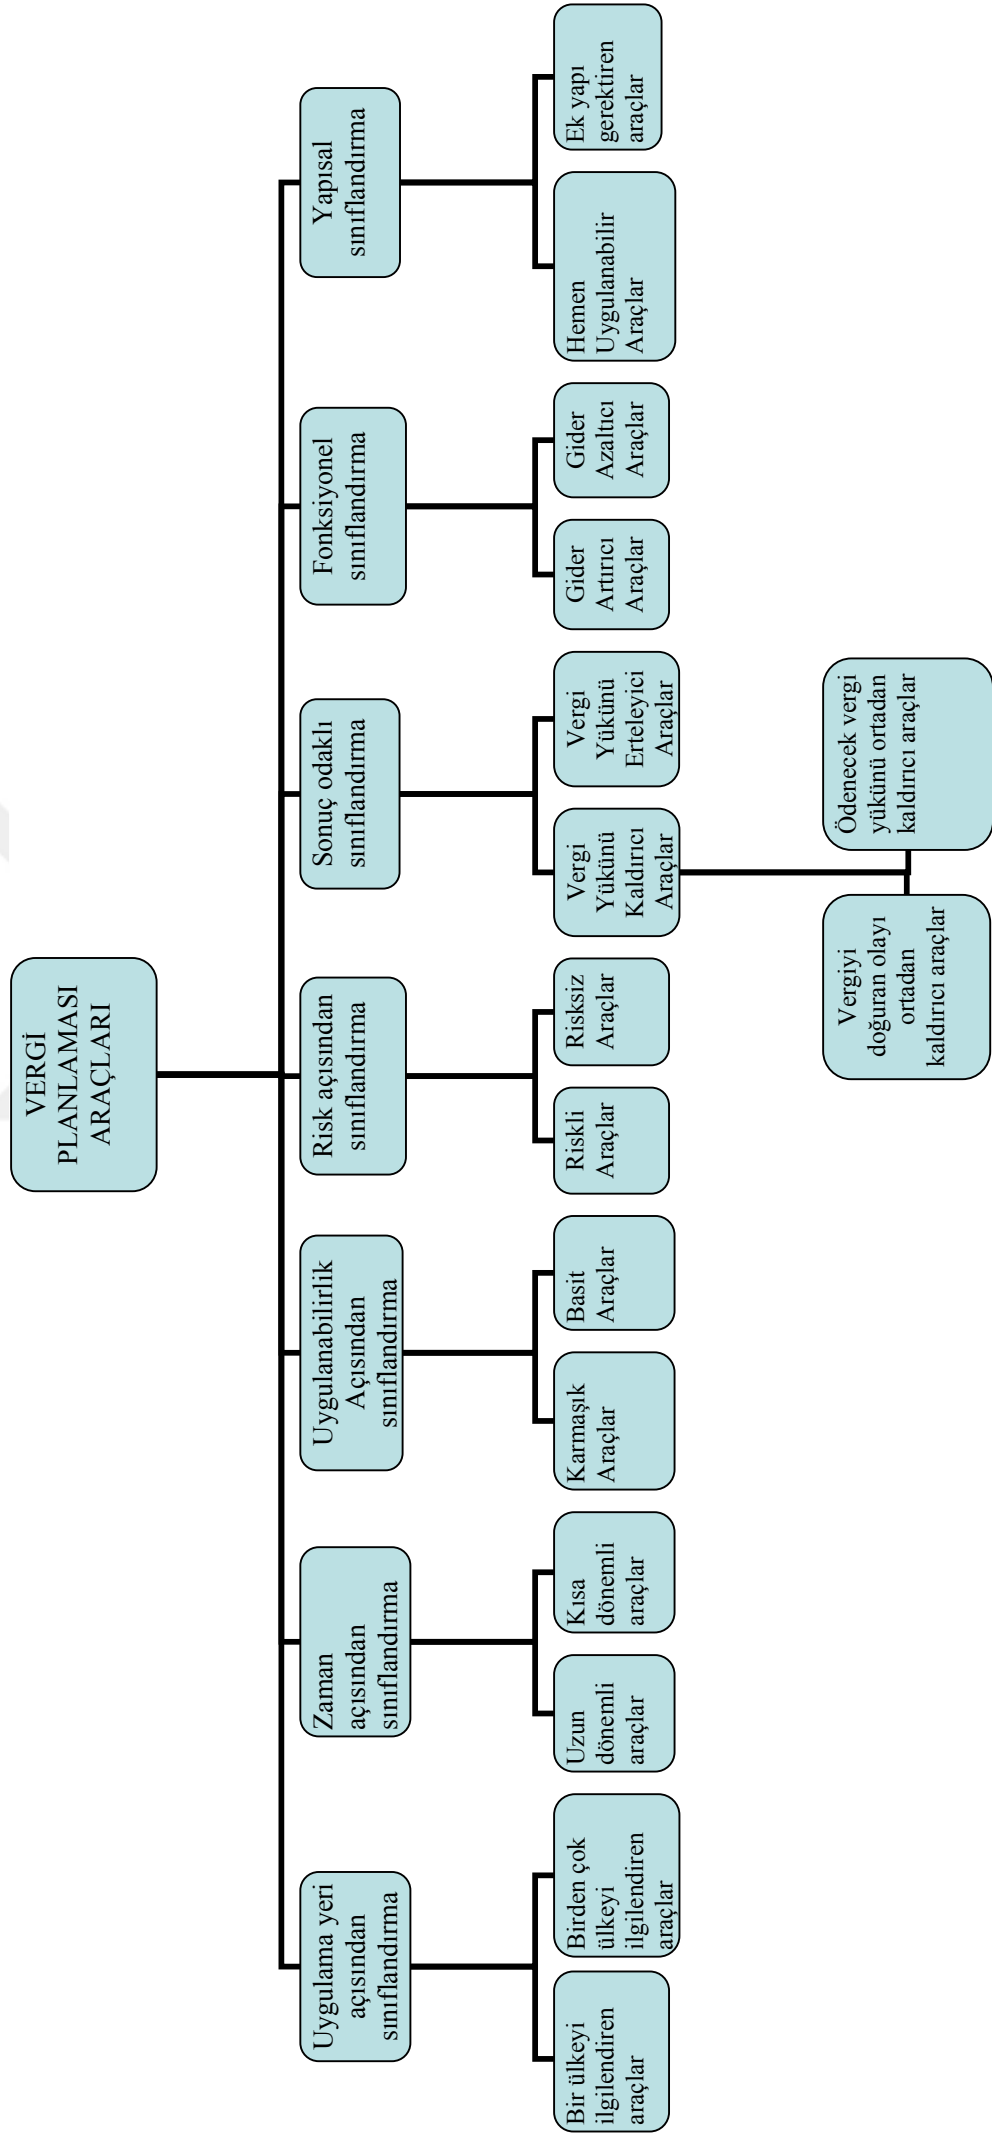 VERGİ
PLANLAMASI
ARAÇLARI
Uygulama yeri
açısından
sınıflandırma
Zaman
açısından
sınıflandırma
Uygulanabilirlik
Açısından
sınıflandırma
Risk açısından
sınıflandırma
Sonuç odaklı
sınıflandırma
Fonksiyonel
sınıflandırma
Yapısal
sınıflandırma
Bir ülkeyi
ilgilendiren
araçlar
Birden çok
ülkeyi
ilgilendiren
araçlar
Uzun
dönemli
araçlar
Kısa
dönemli
araçlar
Karmaşık
Araçlar
Basit
Araçlar
Riskli
Araçlar
Risksiz
Araçlar
Vergi
Yükünü
Kaldırıcı
Araçlar
Vergi
Yükünü
Erteleyici
Araçlar
Gider
Artırıcı
Araçlar
Gider
Azaltıcı
Araçlar
Hemen
Uygulanabilir
Araçlar
Ek yapı
gerektiren
araçlar
Vergiyi
doğuran olayı
ortadan
kaldırıcı araçlar
Ödenecek vergi
yükünü ortadan
kaldırıcı araçlar